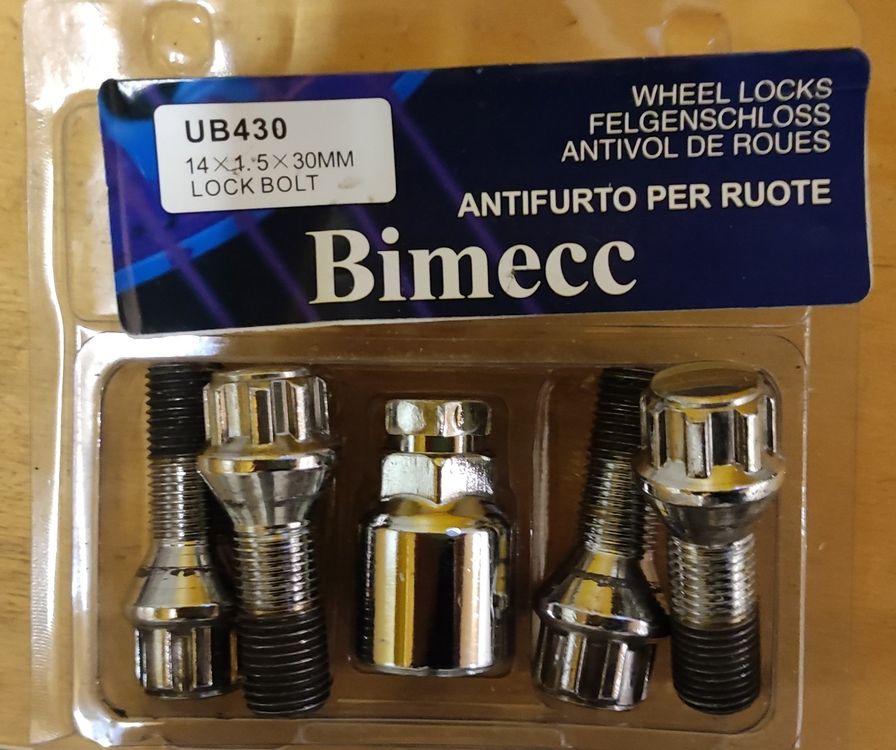 UB430
14×1.5×30MM
LOCK BOLT
WHEEL LOCKS
FELGENSCHLOSS
ANTIVOL DE ROUES
ANTIFURTO PER RUOTE
Bimecc